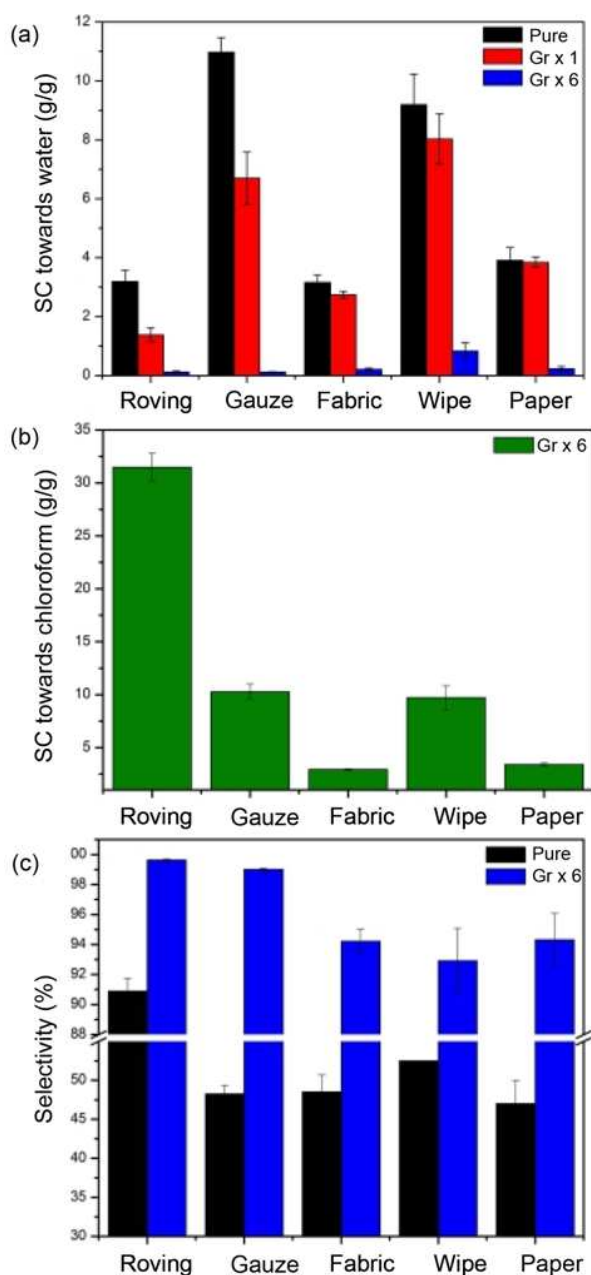 (a)
SC towards water (g/g)
12
10
8
6
4
2
0
Pure
Gr x 1
Gr x 6
Roving Gauze Fabric Wipe Paper
(b)
SC towards chloroform (g/g)
35
30
25
20
15
10
5
Gr x 6
Roving Gauze Fabric Wipe Paper
(c)
Selectivity (%)
00
98
96
94
92
90
88
50
45
40
35
30
Pure
Gr x 6
Roving Gauze Fabric Wipe Paper